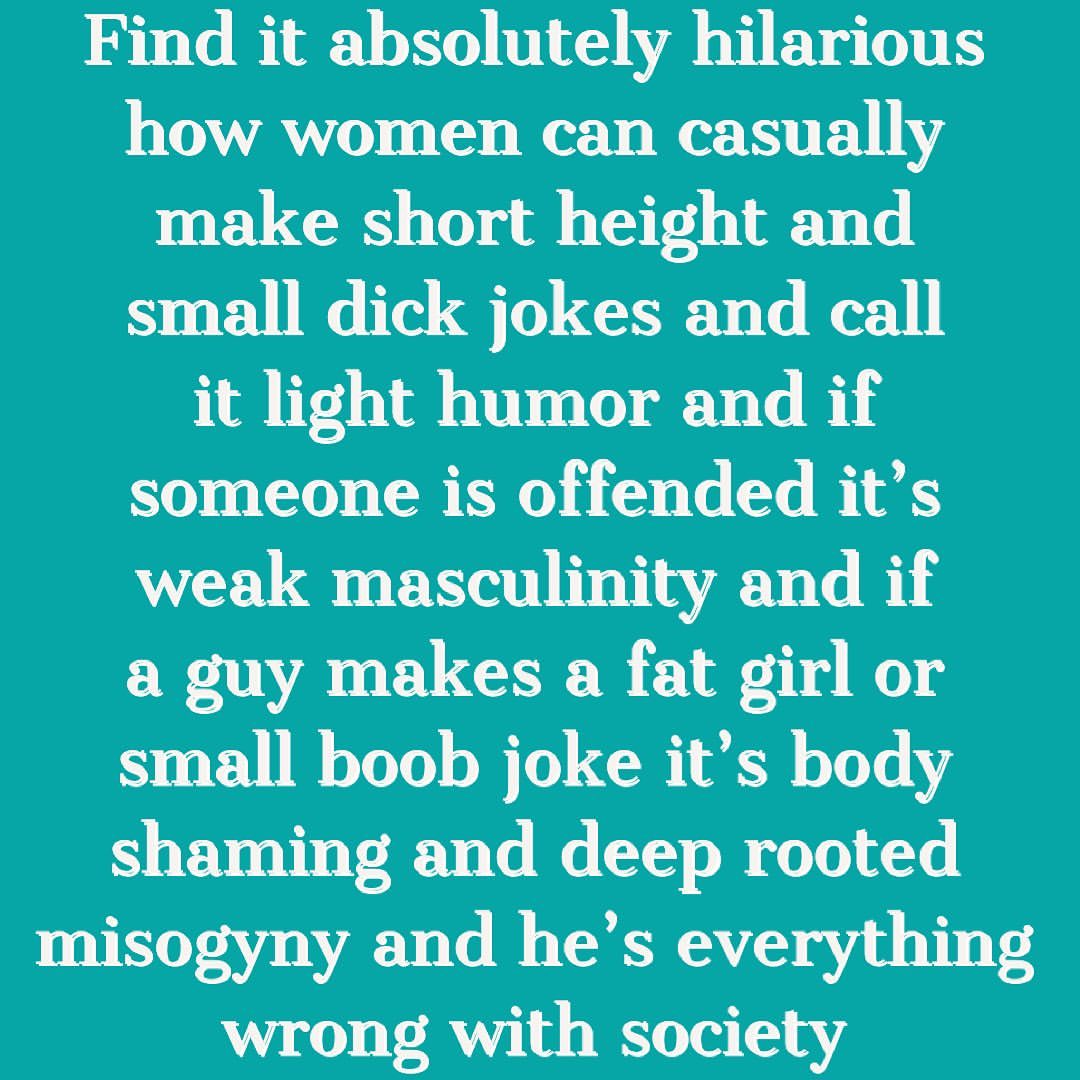 Find it absolutely hilarious
how women can casually
make short height and
small dick jokes and call
it light humor and if
someone is offended it’s
weak masculinity and if
a guy makes a fat girl or
small boob joke it’s body
shaming and deep rooted
misogyny and he’s everything
wrong with society